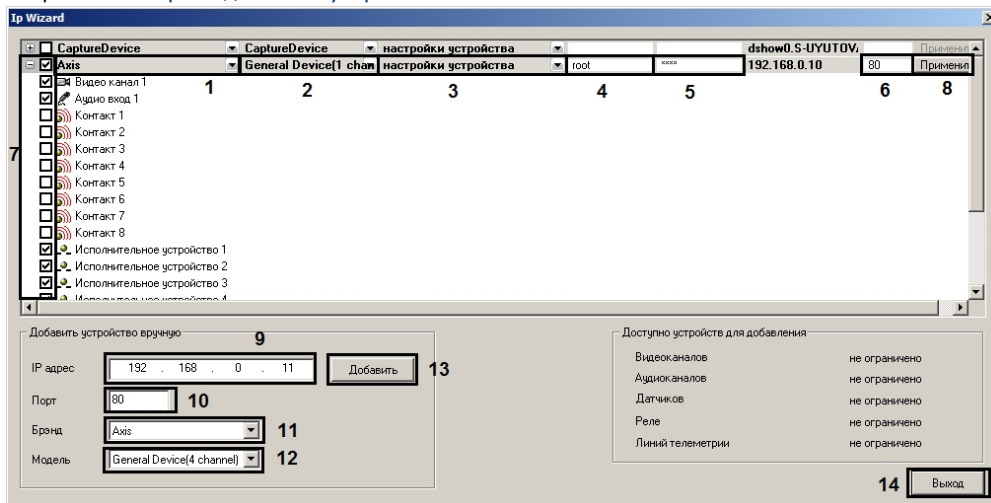 Ip Wizard
CaptureDevice CaptureDevice настройки устройства dshow0.S-UYUTOV Применит
Axis General Device(1 chan настройки устройства root **** 192.168.0.10 80 Применит
Видео канал 1 1 2 3 4 5 6 8
Аудио вход 1
Контакт 1
Контакт 2
Контакт 3
7
Контакт 4
Контакт 5
Контакт 6
Контакт 7
Контакт 8
Исполнительное устройство 1
Исполнительное устройство 2
Исполнительное устройство 3
Исполнительное устройство 4
Добавить устройство вручную 9
IP адрес 192 . 168 . 0 . 11 Добавить 13
Порт 80 10
Брэнд Axis 11
Модель General Device(4 channel) 12
Доступно устройств для добавления
Видеоканалов не ограничено
Аудиоканалов не ограничено
Датчиков не ограничено
Реле не ограничено
Линий телеметрии не ограничено
14 Выход